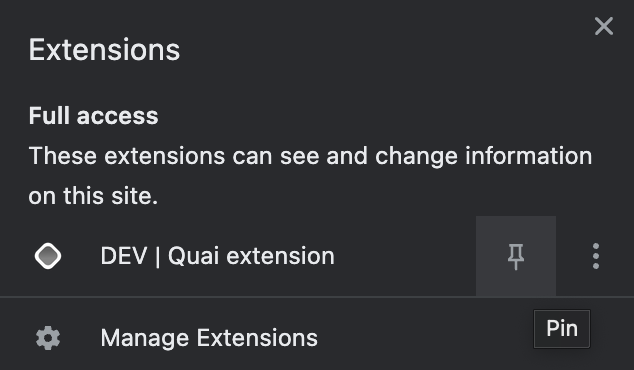 Extensions
Full access
These extensions can see and change information
on this site.
DEV | Quai extension
Manage Extensions
Pin